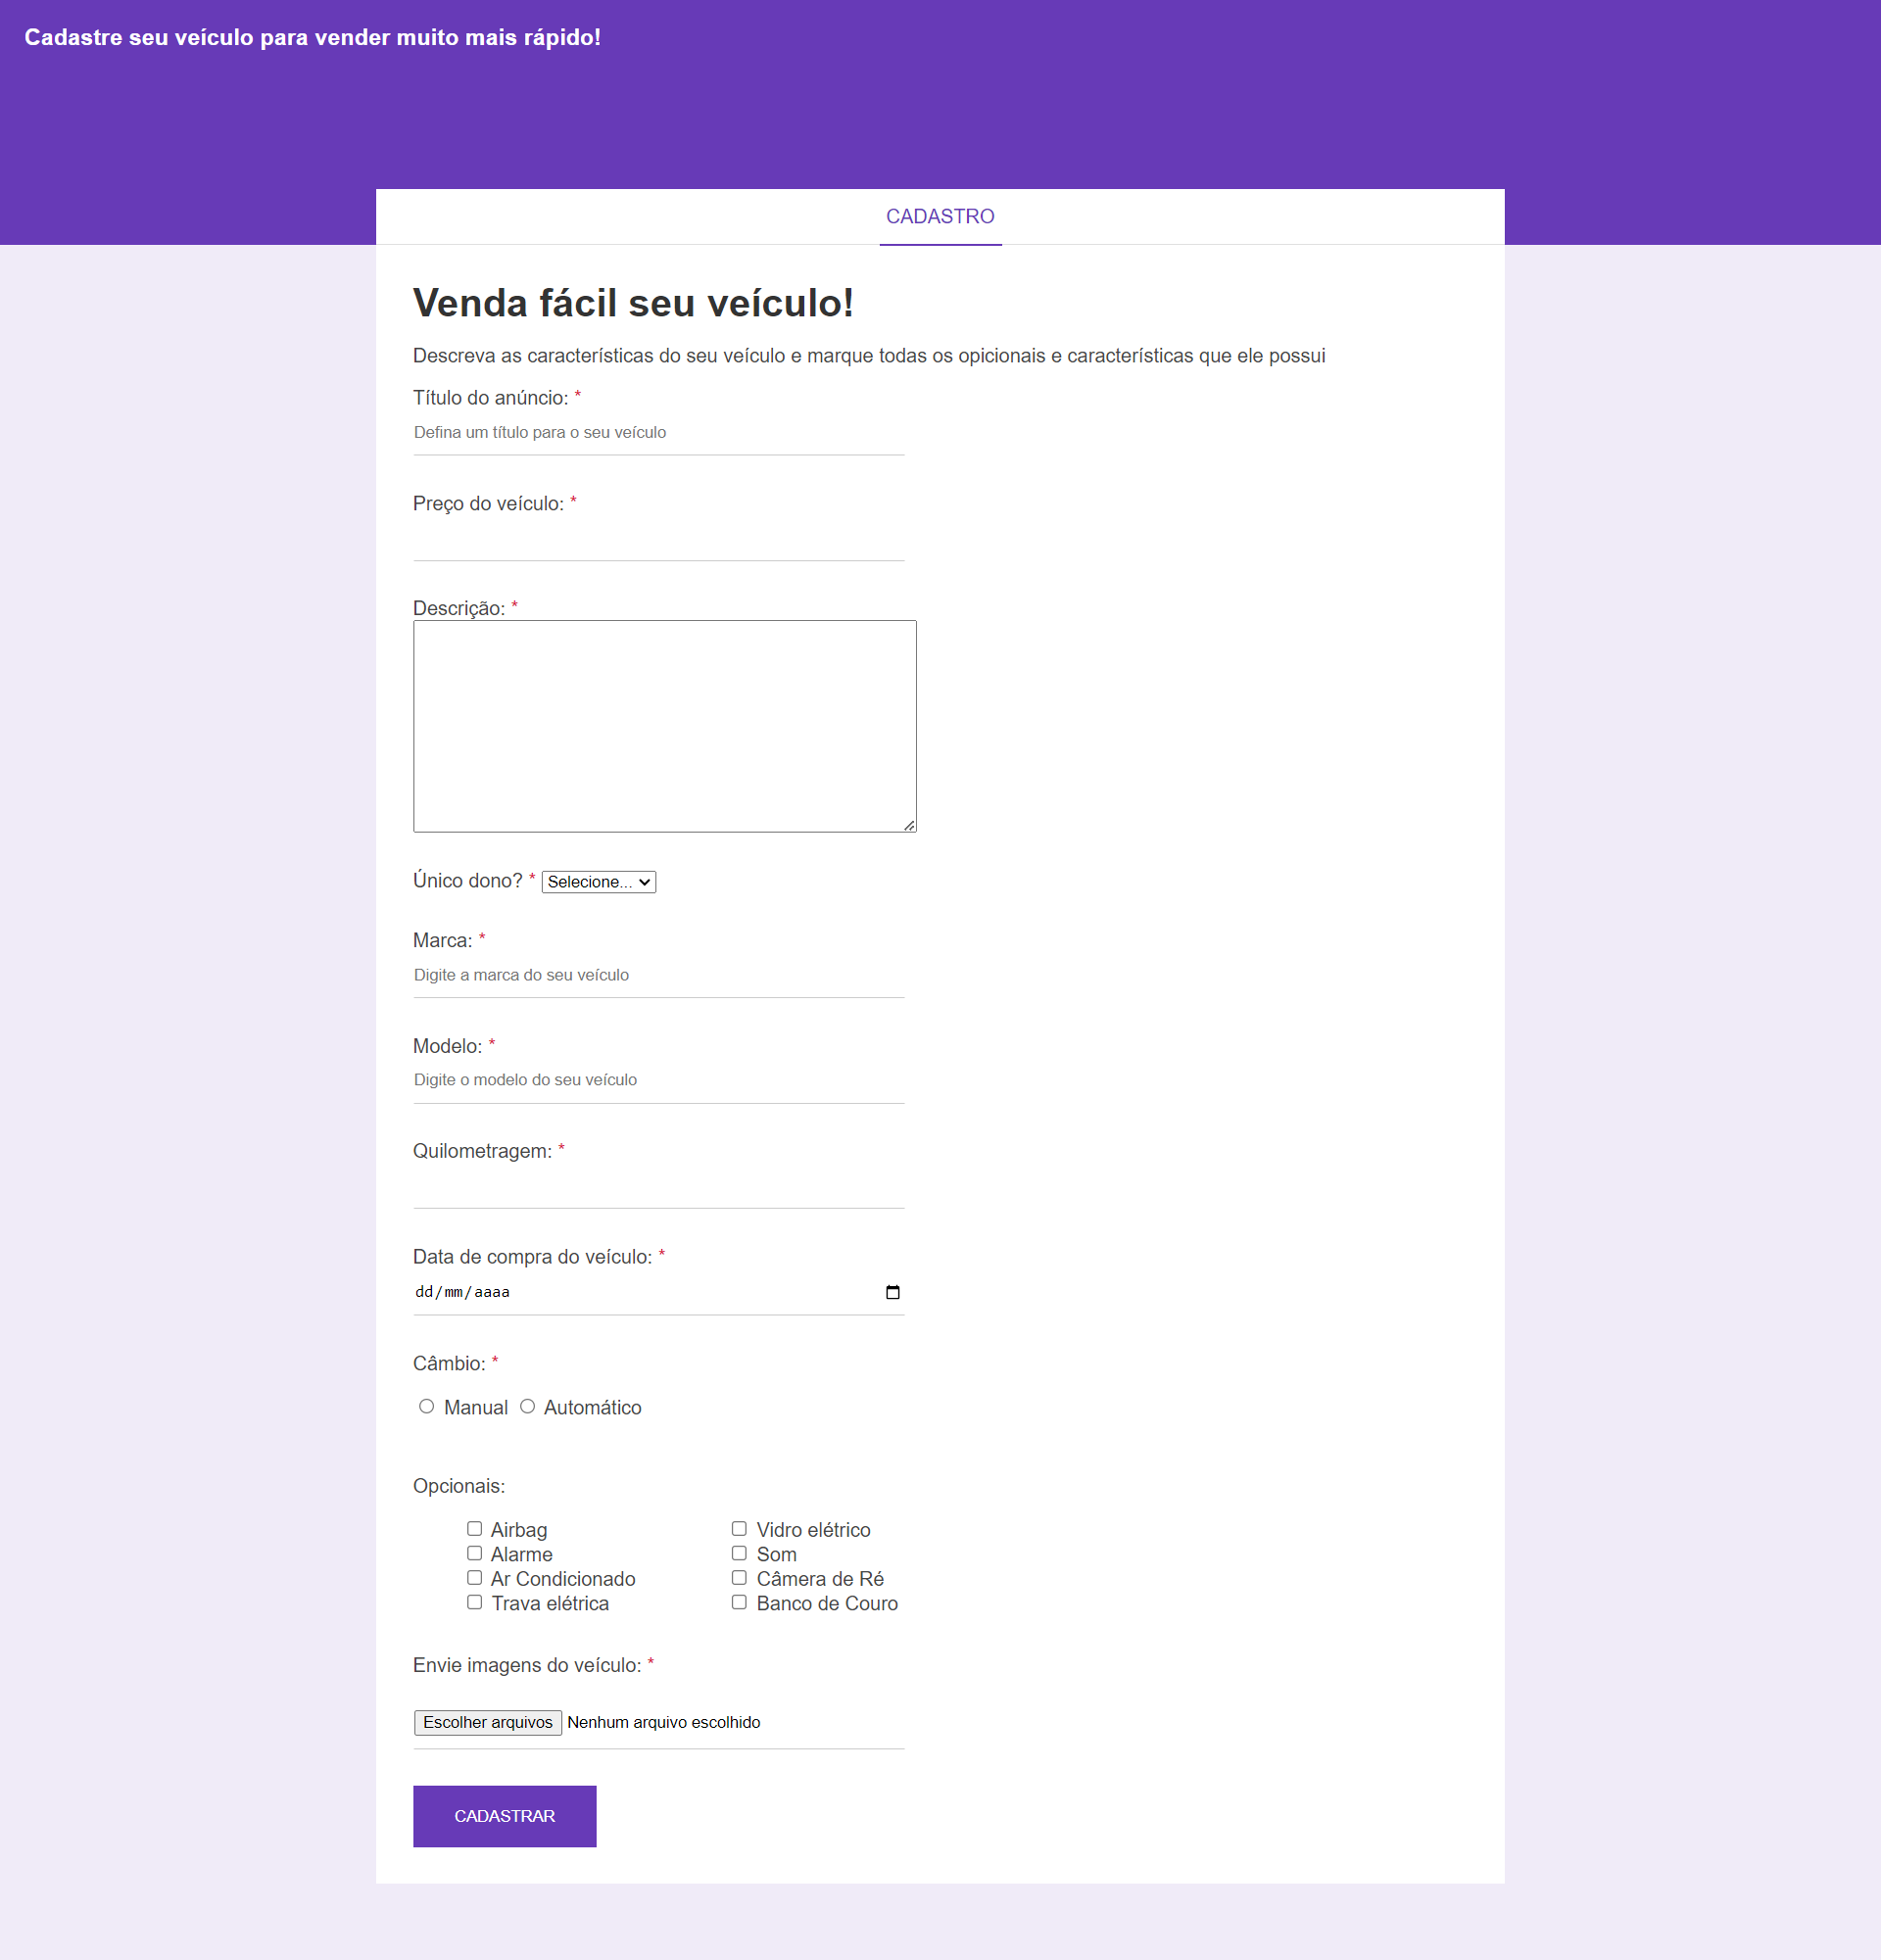 Cadastre seu veículo para vender muito mais rápido!
CADASTRO
Venda fácil seu veículo!
Descreva as características do seu veículo e marque todas os opicionais e características que ele possui
Título do anúncio: *
Defina um título para o seu veículo
Preço do veículo: *
Descrição: *
Único dono? * Selecione...
Marca: *
Digite a marca do seu veículo
Modelo: *
Digite o modelo do seu veículo
Quilometragem: *
Data de compra do veículo: *
dd/mm/aaaa
Câmbio: *
Manual Automático
Opcionais:
Airbag Vidro elétrico
Alarme Som
Ar Condicionado Câmera de Ré
Trava elétrica Banco de Couro
Envie imagens do veículo: *
Escolher arquivos Nenhum arquivo escolhido
CADASTRAR